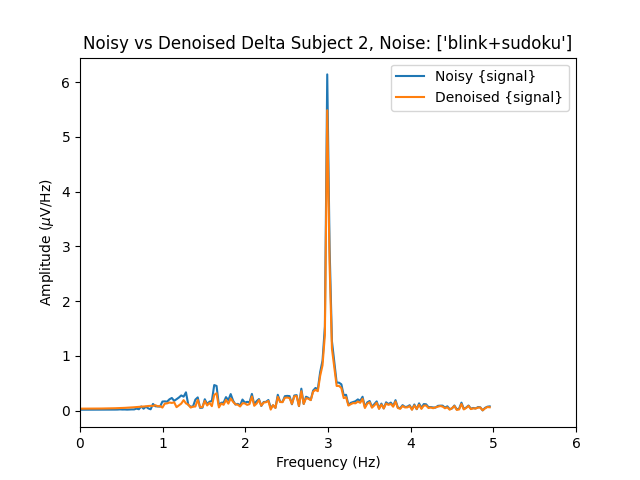 Noisy vs Denoised Delta Subject 2, Noise: ['blink+sudoku']
Noisy {signal}
Denoised {signal}
Amplitude (μV/Hz)
6
5
4
3
2
1
0
0 1 2 3 4 5 6
Frequency (Hz)